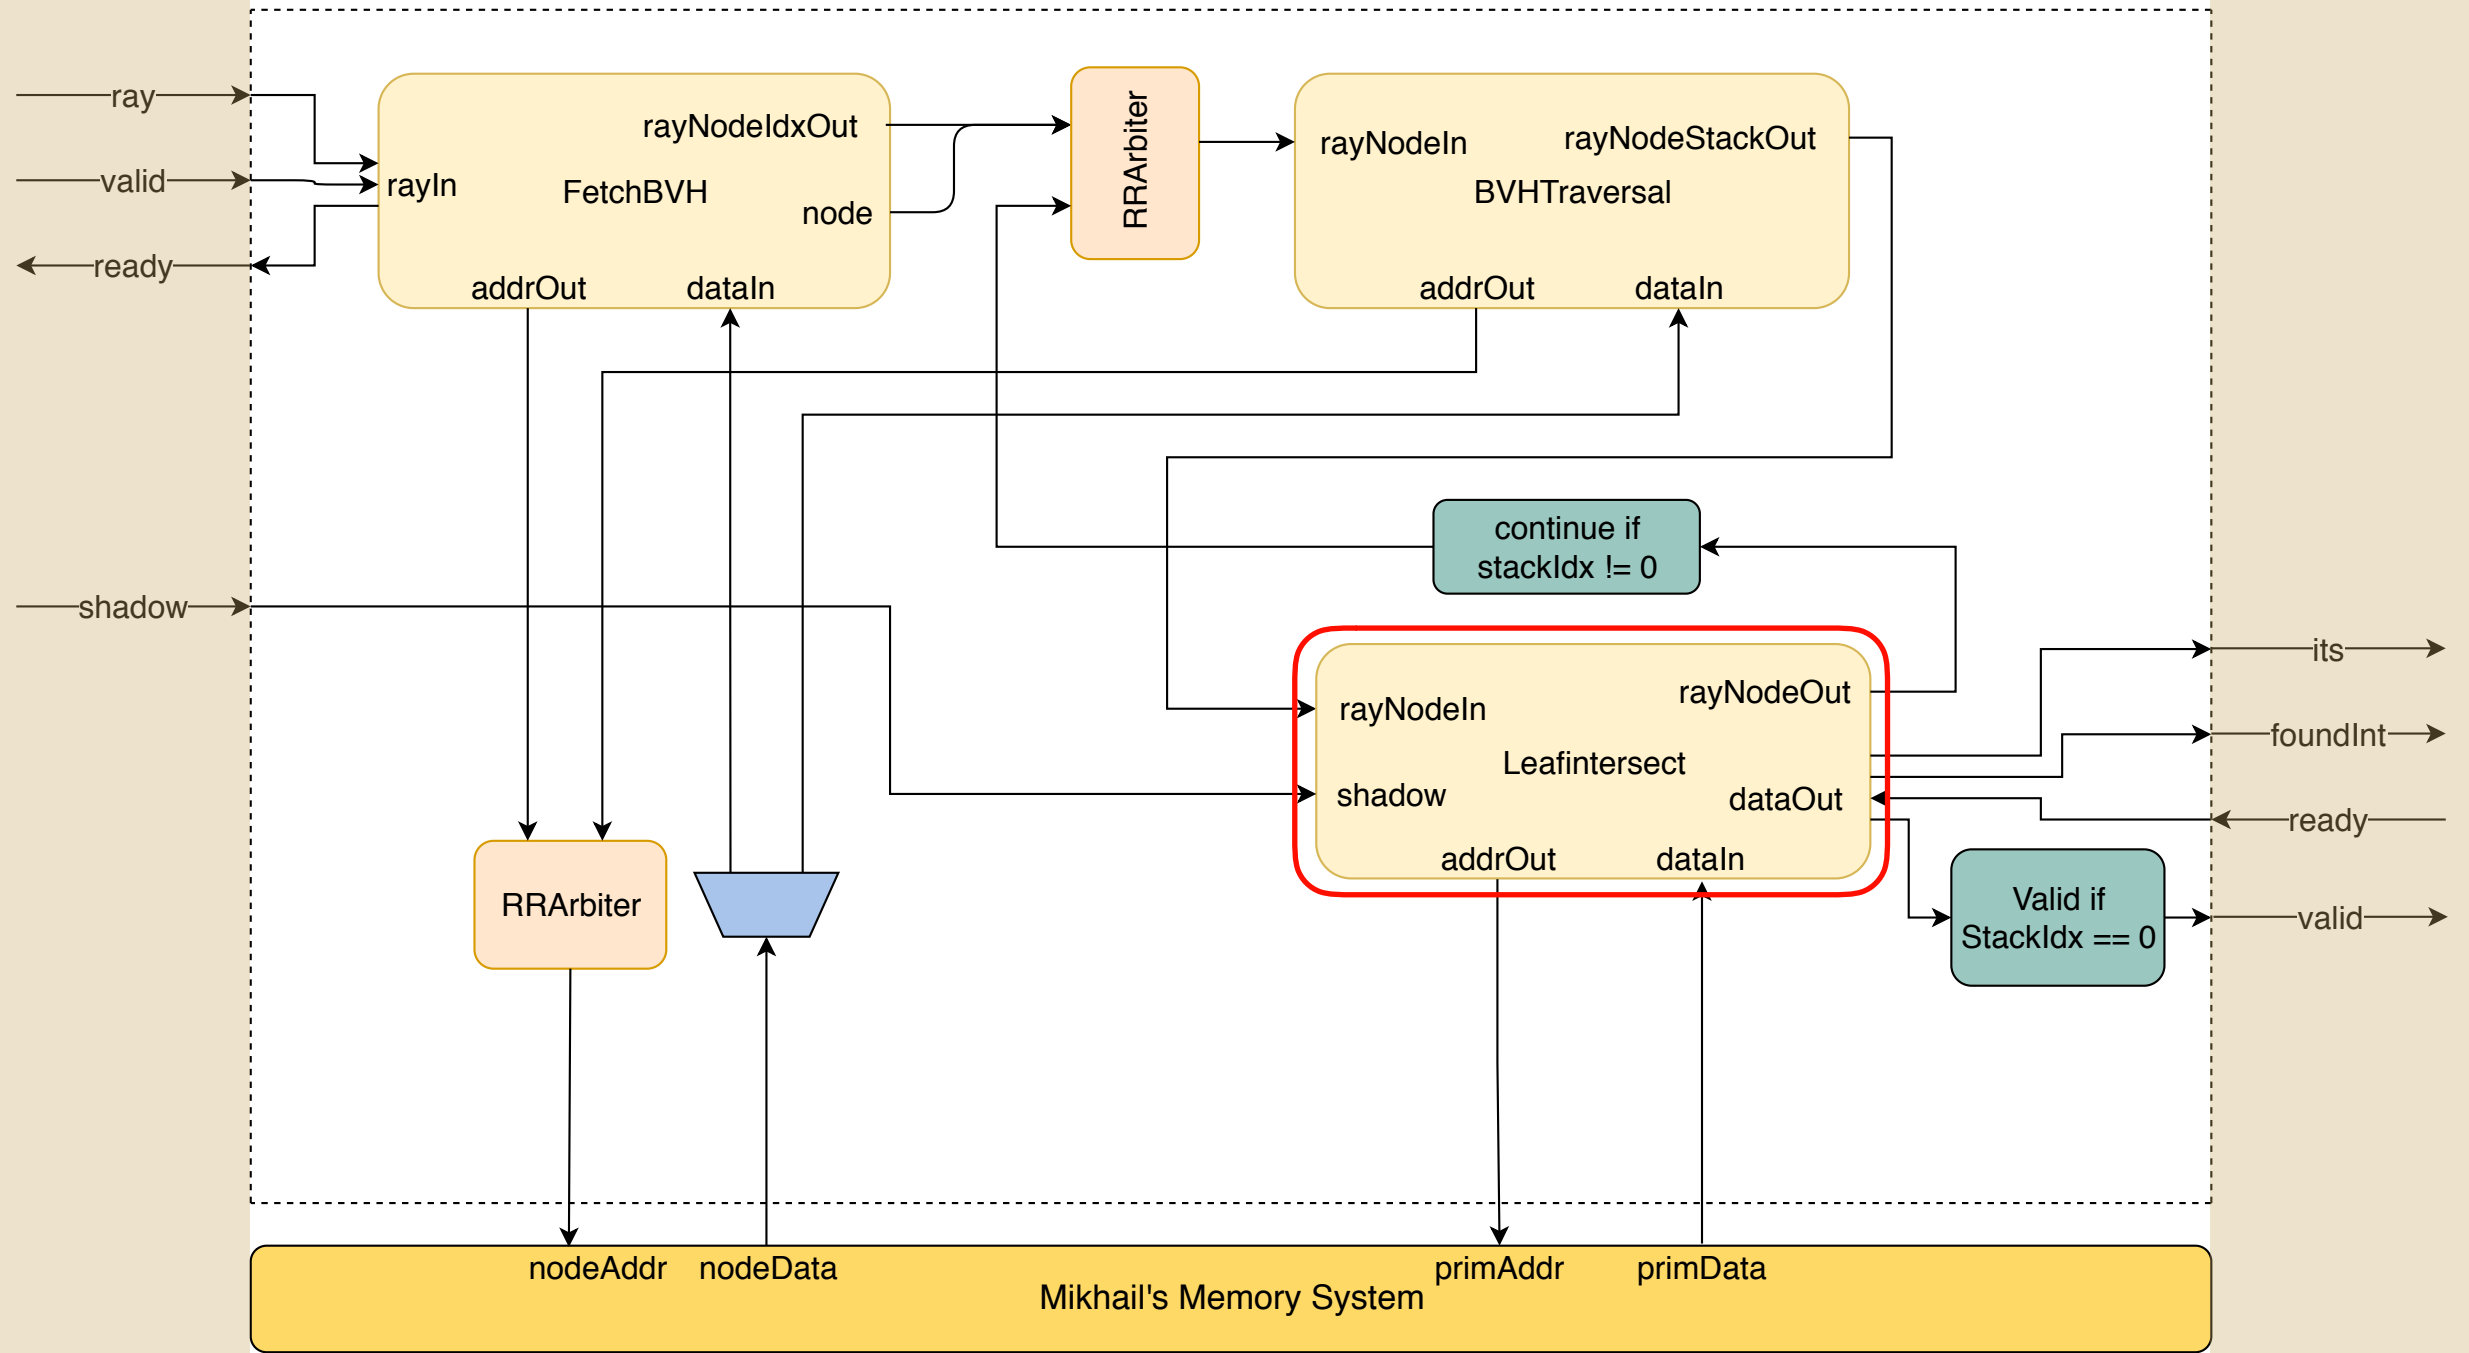 ray
valid
ready
shadow
rayIn
rayNodeIdxOut
FetchBVH
node
addrOut
dataIn
RRArbiter
rayNodeIn
rayNodeStackOut
BVHTraversal
addrOut
dataIn
continue if
stackIdx != 0
rayNodeIn
rayNodeOut
Leafintersect
shadow
dataOut
addrOut
dataIn
its
foundInt
ready
valid
Valid if
StackIdx == 0
RRArbiter
nodeAddr
nodeData
primAddr
primData
Mikhail's Memory System